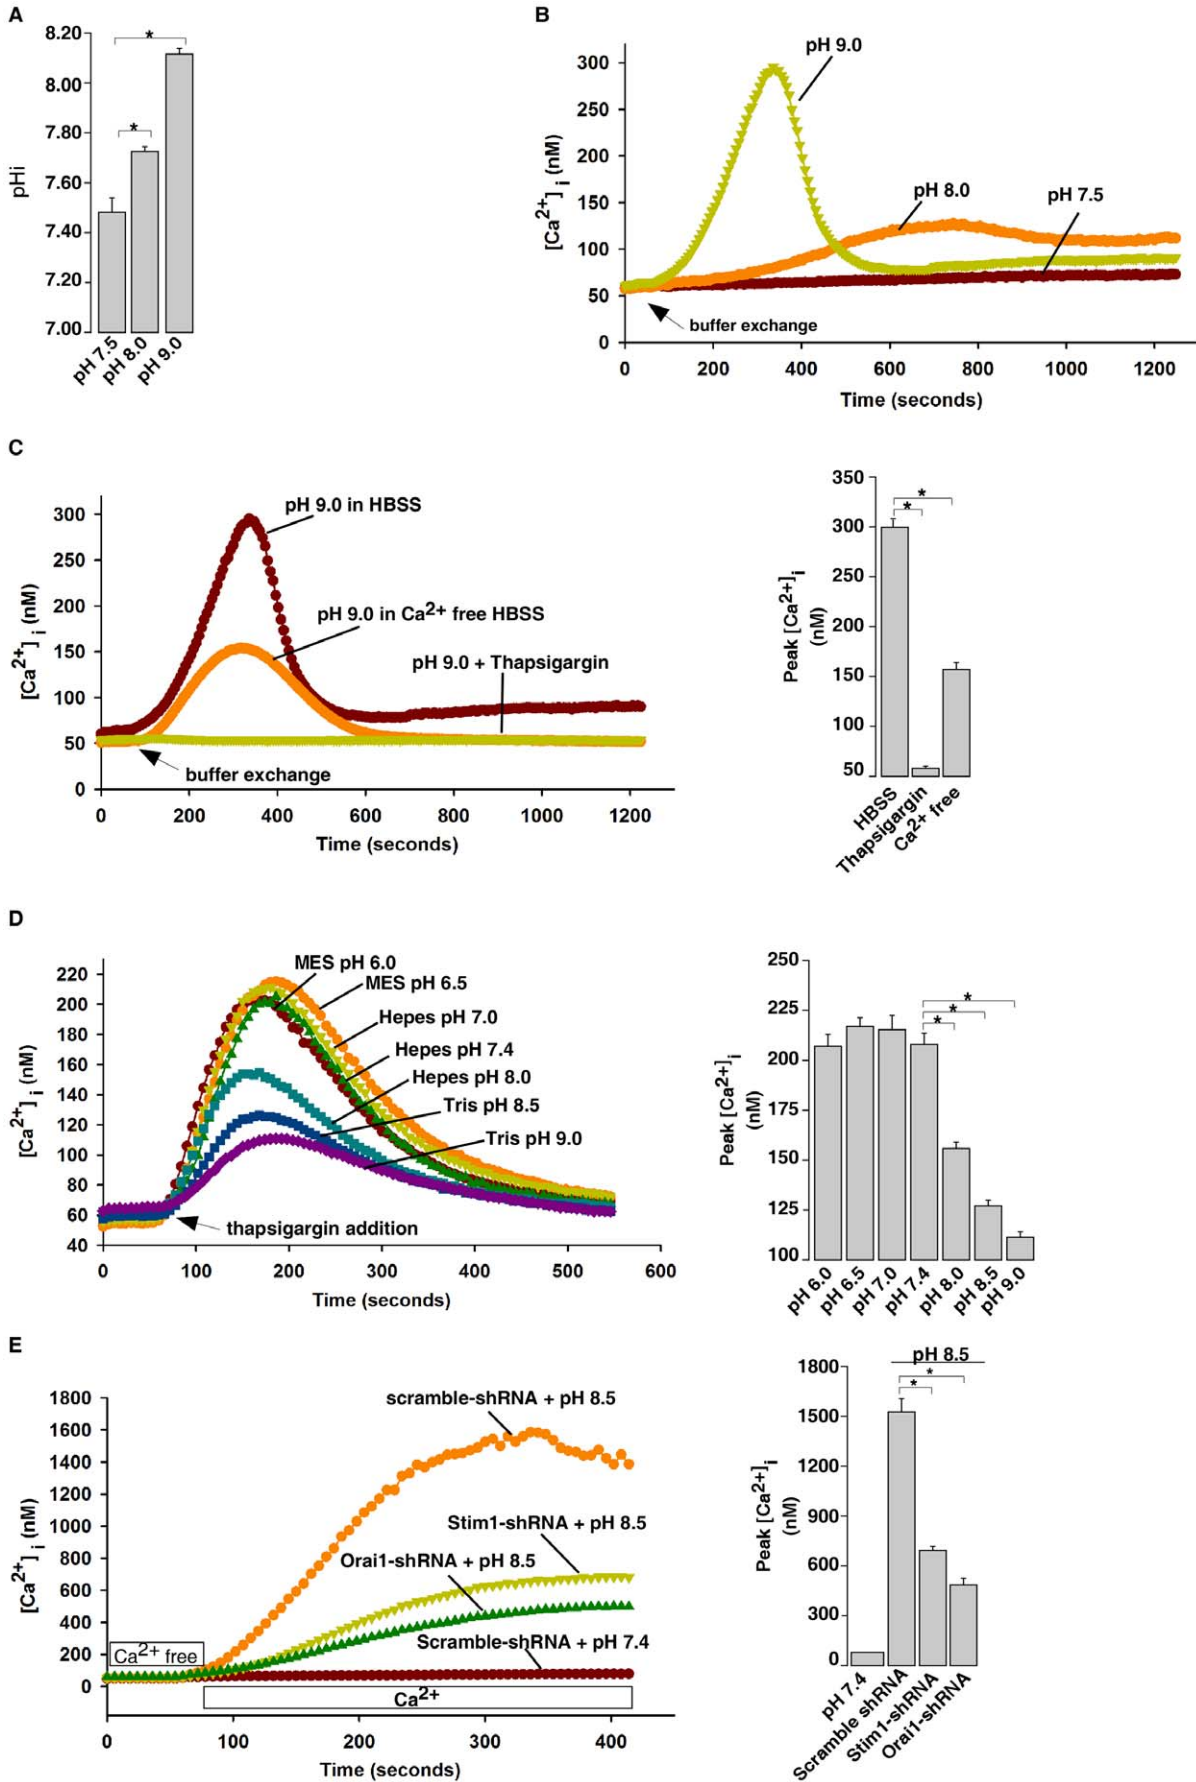 A
8.20
8.00
7.80
7.60
7.40
7.20
7.00
pHi
*
*
pH 7.5
pH 8.0
pH 9.0
B
300
250
200
150
100
50
0
[Ca2+] i (nM)
pH 9.0
pH 8.0
pH 7.5
buffer exchange
0 200 400 600 800 1000 1200
Time (seconds)
C
300
250
200
150
100
50
0
[Ca2+] i (nM)
pH 9.0 in HBSS
pH 9.0 in Ca2+ free HBSS
pH 9.0 + Thapsigargin
buffer exchange
0 200 400 600 800 1000 1200
Time (seconds)
350
300
250
200
150
100
50
Peak [Ca2+]i
(nM)
*
*
HBSS
Thapsigargin
Ca2+ free
D
220
200
180
160
140
120
100
80
60
40
[Ca2+] i (nM)
MES pH 6.0
MES pH 6.5
Hepes pH 7.0
Hepes pH 7.4
Hepes pH 8.0
Tris pH 8.5
Tris pH 9.0
thapsigargin addition
0 100 200 300 400 500 600
Time (seconds)
250
225
200
175
150
125
100
Peak [Ca2+]i
(nM)
*
*
*
pH 6.0
pH 6.5
pH 7.0
pH 7.4
pH 8.0
pH 8.5
pH 9.0
E
1800
1600
1400
1200
1000
800
600
400
200
0
[Ca2+] i (nM)
scramble-shRNA + pH 8.5
Stim1-shRNA + pH 8.5
Orai1-shRNA + pH 8.5
Scramble-shRNA + pH 7.4
Ca2+ free
Ca2+
0 100 200 300 400
Time (seconds)
pH 8.5
1800
1500
1200
900
600
300
0
Peak [Ca2+]i
(nM)
*
*
pH 7.4
Scramble shRNA
Stim1-shRNA
Orai1-shRNA